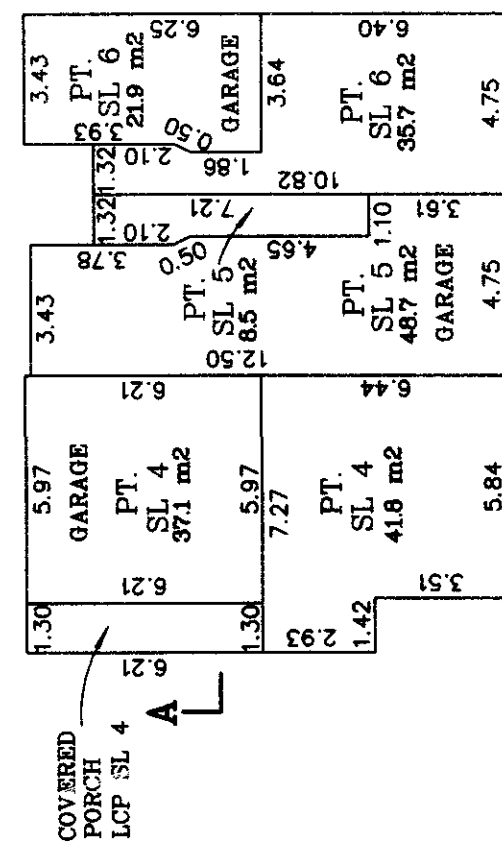 3.43
6.25
PT.
SL 6
21.9 m2
GARAGE
3.93
0.50
2.10
1.86
1.32
3.64
6.40
PT.
SL 6
35.7 m2
4.75
10.82
1.32
7.21
2.10
0.50
4.65
1.10
3.61
3.78
3.43
PT.
SL 5
8.5 m2
PT.
SL 5
48.7 m2
GARAGE
4.75
12.50
6.21
5.97
GARAGE
PT.
SL 4
37.1 m2
5.97
6.21
6.44
7.27
PT.
SL 4
41.8 m2
5.84
3.51
1.30
1.30
2.93
1.42
6.21
A
COVERED
PORCH
LCP SL 4